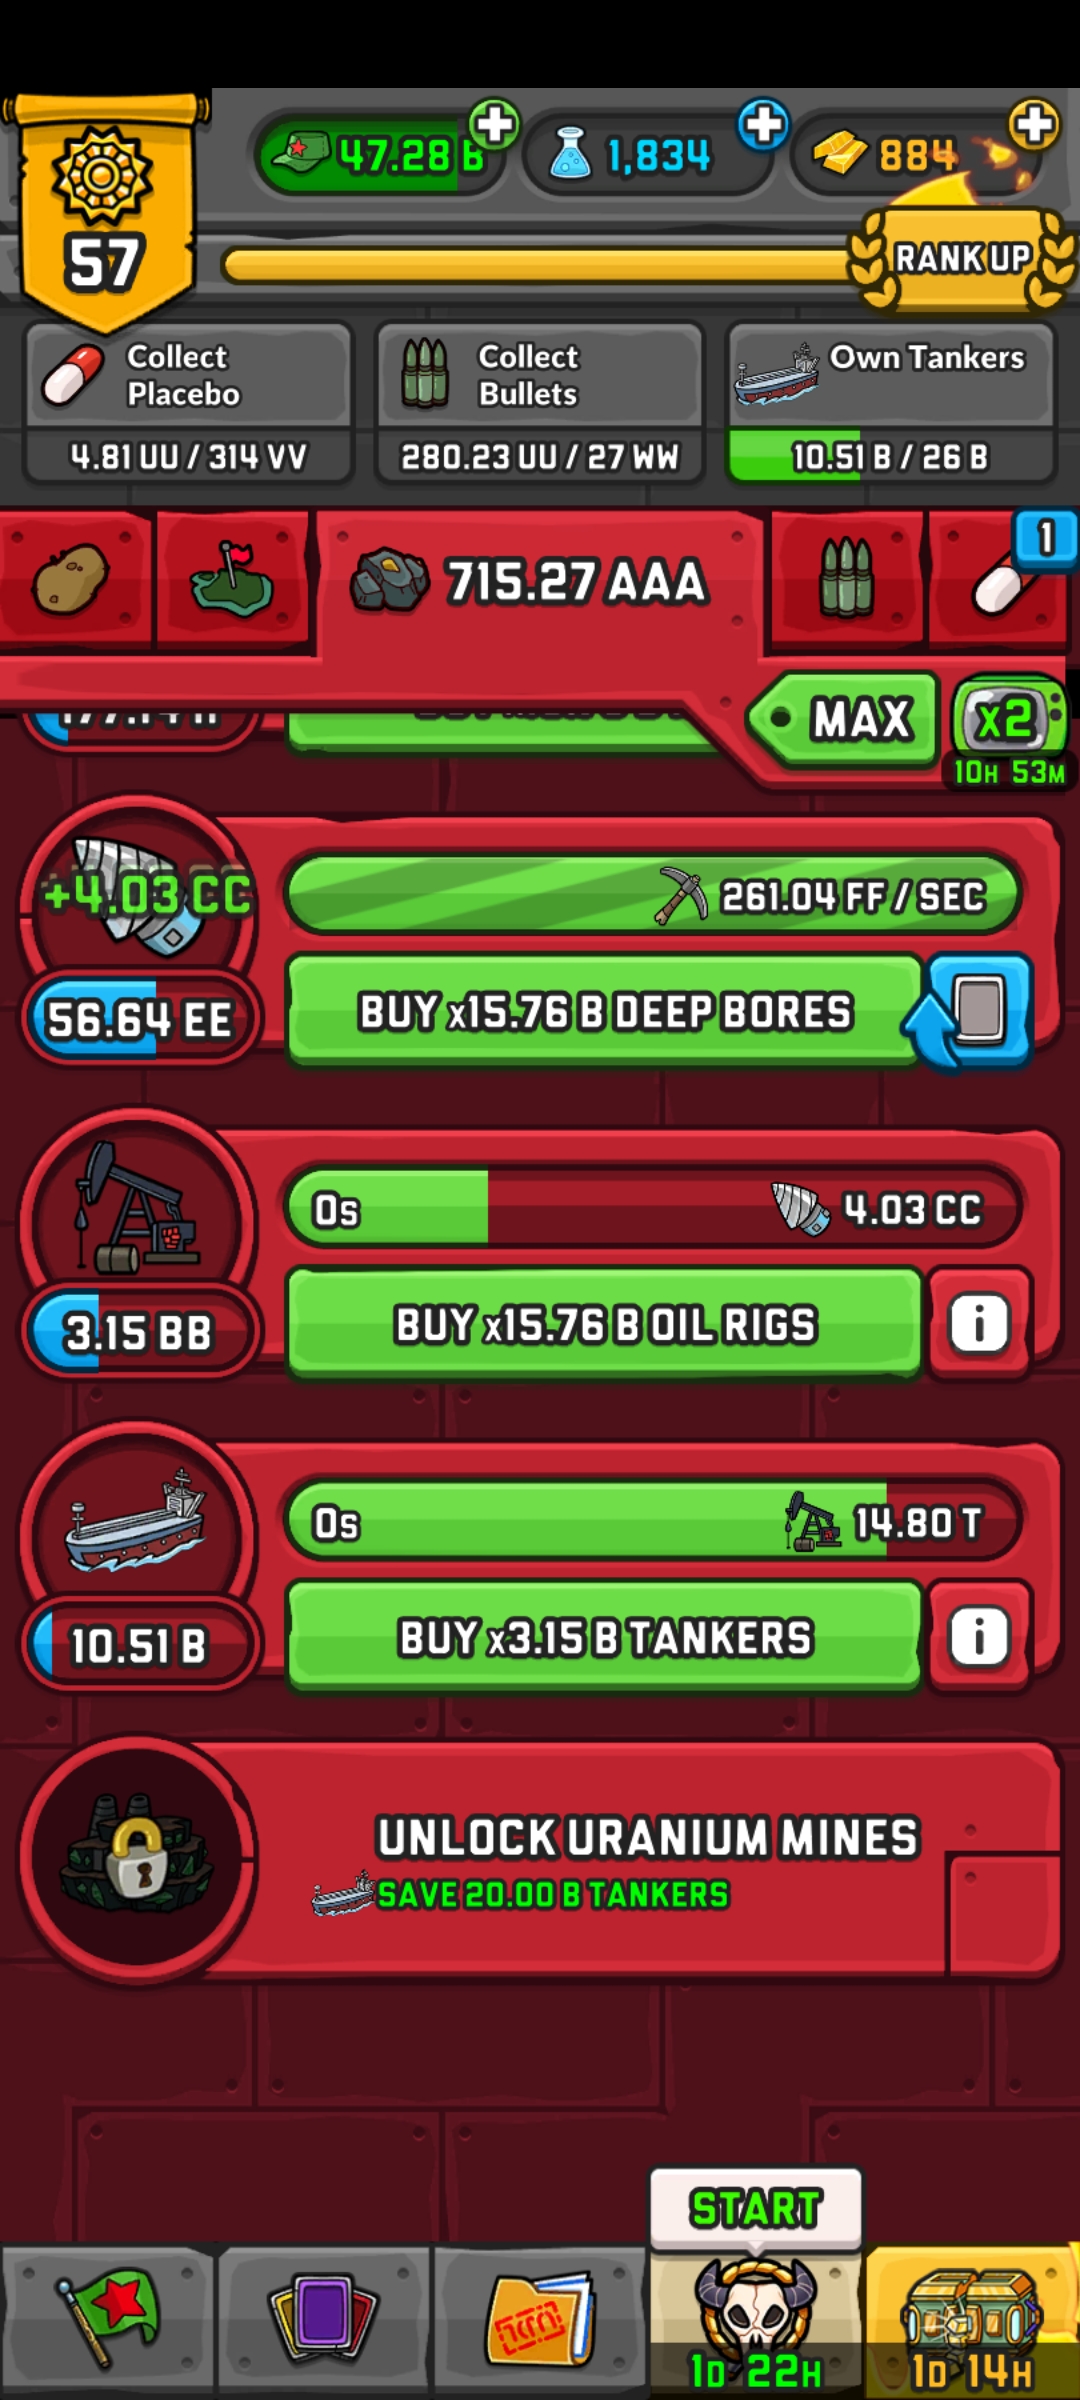 57
47.28 B
1,834
884
RANK UP
Collect
Placebo
4.81 UU / 314 VV
Collect
Bullets
280.23 UU / 27 WW
Own Tankers
10.51 B / 26 B
715.27 AAA
1
MAX
x2
10H 53M
+4.03 CC
261.04 FF / SEC
56.64 EE
BUY x15.76 B DEEP BORES
0s
4.03 CC
3.15 BB
BUY x15.76 B OIL RIGS
i
0s
14.80 T
10.51 B
BUY x3.15 B TANKERS
i
UNLOCK URANIUM MINES
SAVE 20.00 B TANKERS
START
1D 22H
1D 14H